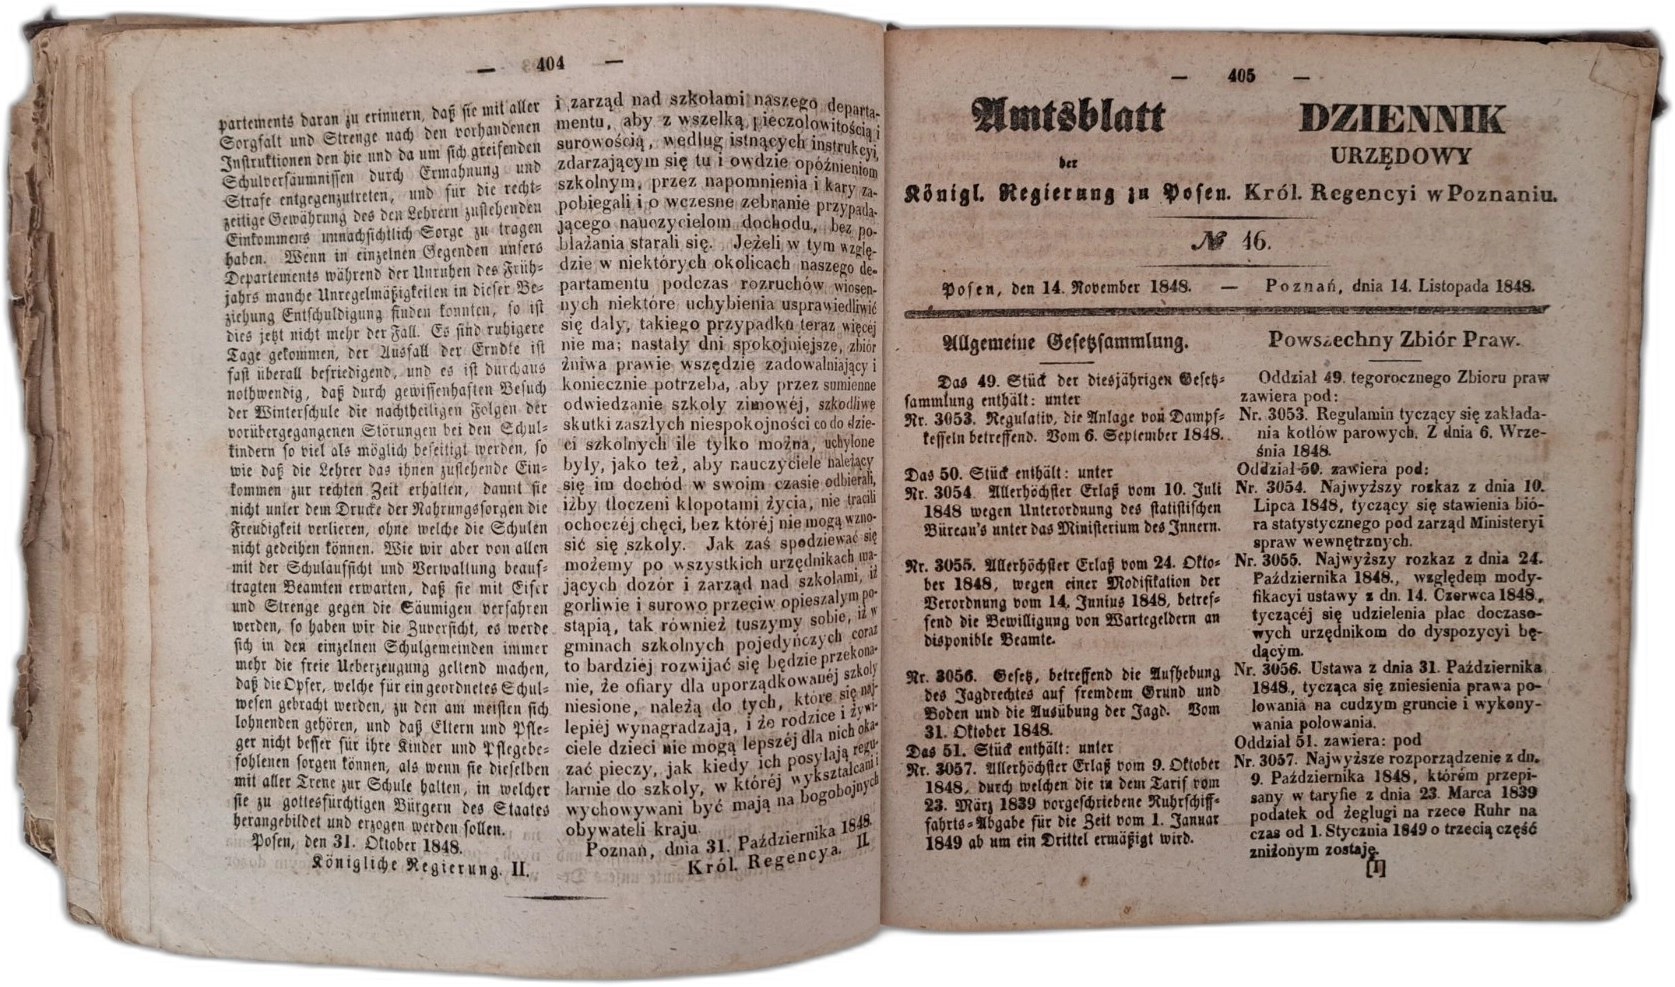 — 404 —
partements daran zu erinnern, daß sie mit aller
Sorgfalt und Strenge nach den vorhandenen
Instruktionen den hie und da um sich greifenden
Schulversäumnissen durch Ermahnung und
Strafe entgegenzutreten, und für die recht-
zeitige Gewährung des den Lehrern zustehenden
Einkommens unnachsichtlich Sorge zu tragen
haben. Wenn in einzelnen Gegenden unsers
Departements während der Unruhen des Früh-
jahrs manche Unregelmäßigkeiten in dieser Be-
ziehung Entschuldigung finden konnten, so ist
dies jetzt nicht mehr der Fall. Es sind ruhigere
Tage gekommen, der Ausfall der Erndte ist
fast überall befriedigend, und es ist durchaus
nothwendig, daß durch gewissenhaften Besuch
der Winterschule die nachtheiligen Folgen der
vorübergegangenen Störungen bei den Schul-
kindern so viel als möglich beseitigt werden, so
wie daß die Lehrer das ihnen zustehende Ein-
kommen zur rechten Zeit erhalten, damit sie
nicht unter dem Drucke der Nahrungssorgen die
Freudigkeit verlieren, ohne welche die Schulen
nicht gedeihen können. Wie wir aber von allen
mit der Schulaufsicht und Verwaltung beauf-
tragten Beamten erwarten, daß sie mit Eifer
und Strenge gegen die Säumigen verfahren
werden, so haben wir die Zuversicht, es werde
sich in den einzelnen Schulgemeinden immer
mehr die freie Ueberzeugung geltend machen,
daß die Opfer, welche für ein geordnetes Schul-
wesen gebracht werden, zu den am meisten sich
lohnenden gehören, und daß Eltern und Pfle-
ger nicht besser für ihre Kinder und Pflegebe-
fohlenen sorgen können, als wenn sie dieselben
mit aller Treue zur Schule halten, in welcher
sie zu gottesfürchtigen Bürgern des Staates
herangebildet und erzogen werden sollen.
Posen, den 31. Oktober 1848.
Königliche Regierung. II.
i zarząd nad szkołami naszego departa-
mentu, aby z wszelką pieczolowitością i
surowością, według istnących instrukcyi,
zdarzającym się tu i owdzie opóźnieniom
szkolnym, przez napomnienia i kary za-
pobiegali i o wczesne zebranie przypada-
jącego nauczycielom dochodu, bez po-
błażania starali się. Jeżeli w tym wzglę-
dzie w niektórych okolicach naszego de-
partamentu podczas rozruchów wiosen-
nych niektóre uchybienia usprawiedliwić
się dały, takiego przypadku teraz więcej
nie ma; nastały dni spokojniejsze, zbiór
żniwa prawie wszędzie zadowalniający i
koniecznie potrzeba, aby przez sumienne
odwiedzanie szkoły zimowéj, szkodliwe
skutki zaszłych niespokojności co do dzie-
ci szkolnych ile tylko można, uchylone
były, jako też, aby nauczyciele należący
się im dochód w swoim czasie odbierali,
iżby tłoczeni kłopotami życia, nie tracili
ochoczéj chęci, bez któréj nie mogą wzno-
sić się szkoły. Jak zaś spodziewać się
możemy po wszystkich urzędnikach ma-
jących dozór i zarząd nad szkołami, iż
gorliwie i surowo przeciw opieszałym po-
stąpią, tak również tuszymy sobie, iż w
gminach szkolnych pojedyńczych coraz
to bardziej rozwijać się będzie przekona-
nie, że ofiary dla uporządkowanéj szkoły
niesione, należą do tych, które się naj-
lepiéj wynagradzają, i że rodzice i żywi-
ciele dzieci nie mogą lepszéj dla nich oka-
zać pieczy, jak kiedy ich posyłają regu-
larnie do szkoły, w któréj wykształcani i
wychowywani być mają na bogobojnych
obywateli kraju.
Poznań, dnia 31. Października 1848.
Król. Regencya. II.
— 405 —
Amtsblatt
der
Königl. Regierung zu Posen.
DZIENNIK
URZĘDOWY
Król. Regencyi w Poznaniu.
№ 46.
Posen, den 14. November 1848. — Poznań, dnia 14. Listopada 1848.
Allgemeine Gesetzsammlung.
Das 49. Stück der diesjährigen Gesetz-
sammlung enthält: unter
Nr. 3053. Regulativ, die Anlage von Dampf-
kesseln betreffend. Vom 6. September 1848.
Das 50. Stück enthält: unter
Nr. 3054. Allerhöchster Erlaß vom 10. Juli
1848 wegen Unterordnung des statistischen
Büreau's unter das Ministerium des Innern.
Nr. 3055. Allerhöchster Erlaß vom 24. Okto-
ber 1848, wegen einer Modifikation der
Verordnung vom 14. Junius 1848, betref-
fend die Bewilligung von Wartegeldern an
disponible Beamte.
Nr. 3056. Gesetz, betreffend die Aufhebung
des Jagdrechtes auf fremdem Grund und
Boden und die Ausübung der Jagd. Vom
31. Oktober 1848.
Das 51. Stück enthält: unter
Nr. 3057. Allerhöchster Erlaß vom 9. Oktober
1848, durch welchen die in dem Tarif vom
23. März 1839 vorgeschriebene Ruhrschiff-
fahrts-Abgabe für die Zeit vom 1. Januar
1849 ab um ein Drittel ermäßigt wird.
Powszechny Zbiór Praw.
Oddział 49. tegorocznego Zbioru praw
zawiera pod:
Nr. 3053. Regulamin tyczący się zakłada-
nia kotłów parowych. Z dnia 6. Wrze-
śnia 1848.
Oddział 50. zawiera pod:
Nr. 3054. Najwyższy rozkaz z dnia 10.
Lipca 1848, tyczący się stawienia bió-
ra statystycznego pod zarząd Ministeryi
spraw wewnętrznych.
Nr. 3055. Najwyższy rozkaz z dnia 24.
Października 1848., względem mody-
fikacyi ustawy z dn. 14. Czerwca 1848.,
tyczącéj się udzielenia płac doczaso-
wych urzędnikom do dyspozycyi bę-
dącym.
Nr. 3056. Ustawa z dnia 31. Października
1848., tycząca się zniesienia prawa po-
lowania na cudzym gruncie i wykony-
wania polowania.
Oddział 51. zawiera: pod
Nr. 3057. Najwyższe rozporządzenie z dn.
9. Października 1848, którém przepi-
sany w taryfie z dnia 23. Marca 1839
podatek od żeglugi na rzece Ruhr na
czas od 1. Stycznia 1849 o trzecią część
zniżonym zostaje.
[1]